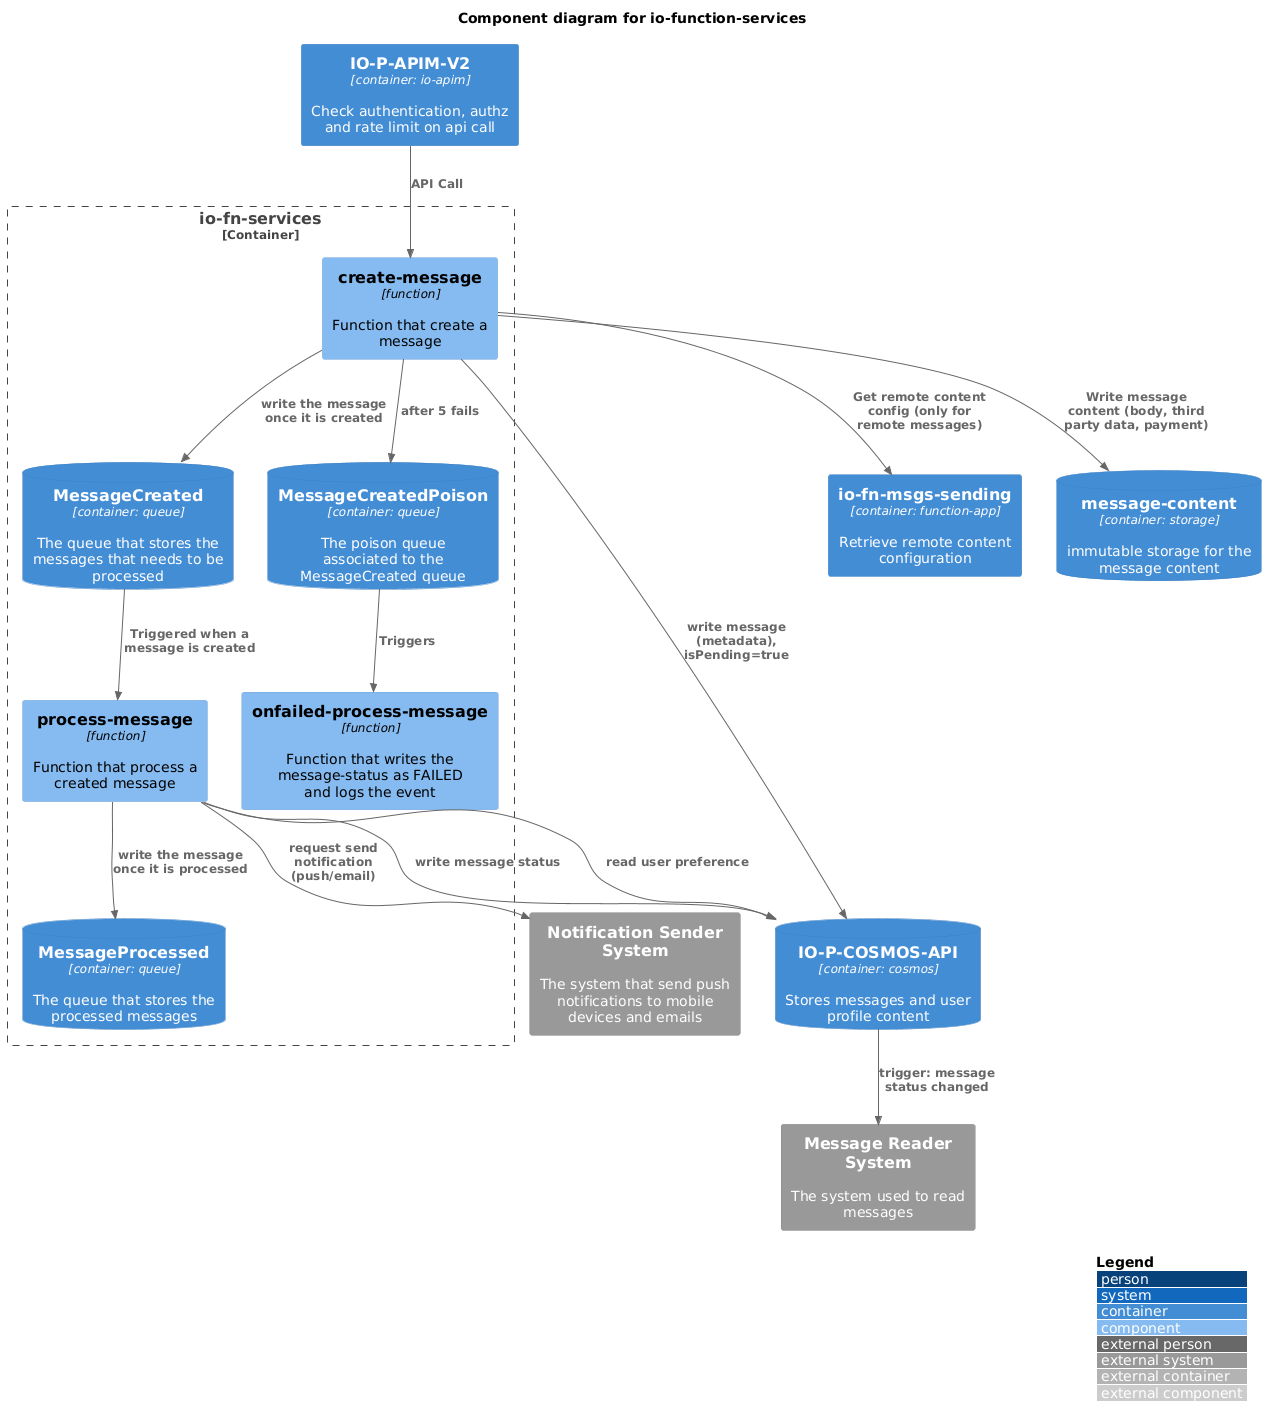 Component diagram for io-function-services
IO-P-APIM-V2
[container: io-apim]
Check authentication, authz
and rate limit on api call
API Call
io-fn-services
[Container]
create-message
[function]
Function that create a
message
write the message
once it is created
after 5 fails
Get remote content
config (only for
remote messages)
Write message
content (body, third
party data, payment)
MessageCreated
[container: queue]
The queue that stores the
messages that needs to be
processed
MessageCreatedPoison
[container: queue]
The poison queue
associated to the
MessageCreated queue
io-fn-msgs-sending
[container: function-app]
Retrieve remote content
configuration
message-content
[container: storage]
immutable storage for the
message content
Triggered when a
message is created
Triggers
write message
(metadata),
isPending=true
process-message
[function]
Function that process a
created message
onfailed-process-message
[function]
Function that writes the
message-status as FAILED
and logs the event
write the message
once it is processed
request send
notification
(push/email)
write message status
read user preference
MessageProcessed
[container: queue]
The queue that stores the
processed messages
Notification Sender
System
The system that send push
notifications to mobile
devices and emails
IO-P-COSMOS-API
[container: cosmos]
Stores messages and user
profile content
trigger: message
status changed
Message Reader
System
The system used to read
messages
Legend
person
system
container
component
external person
external system
external container
external component